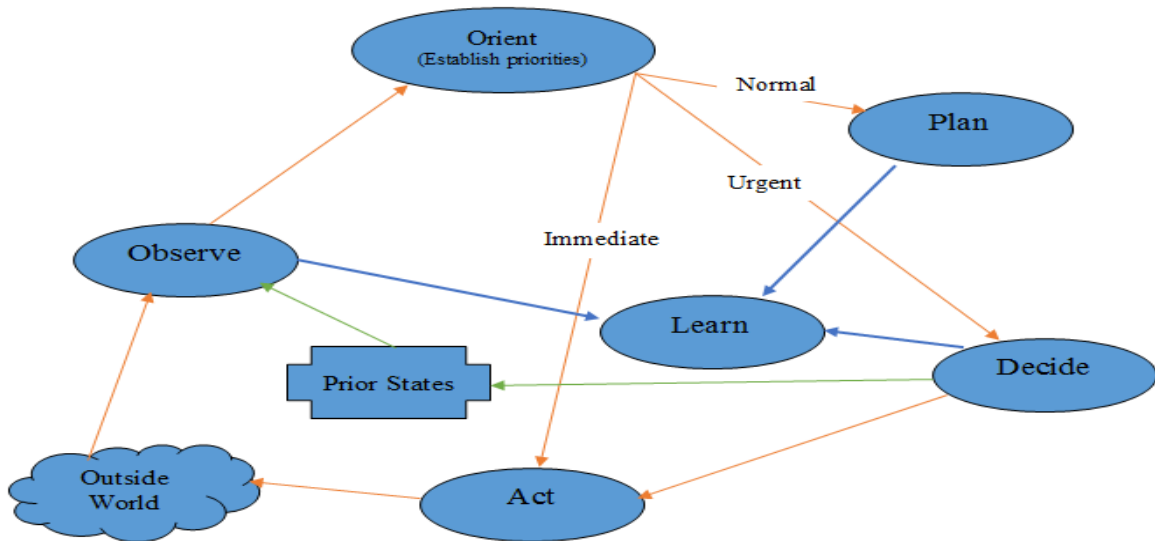 Orient
(Establish priorities)
Normal
Plan
Urgent
Immediate
Observe
Learn
Decide
Prior States
Outside
World
Act